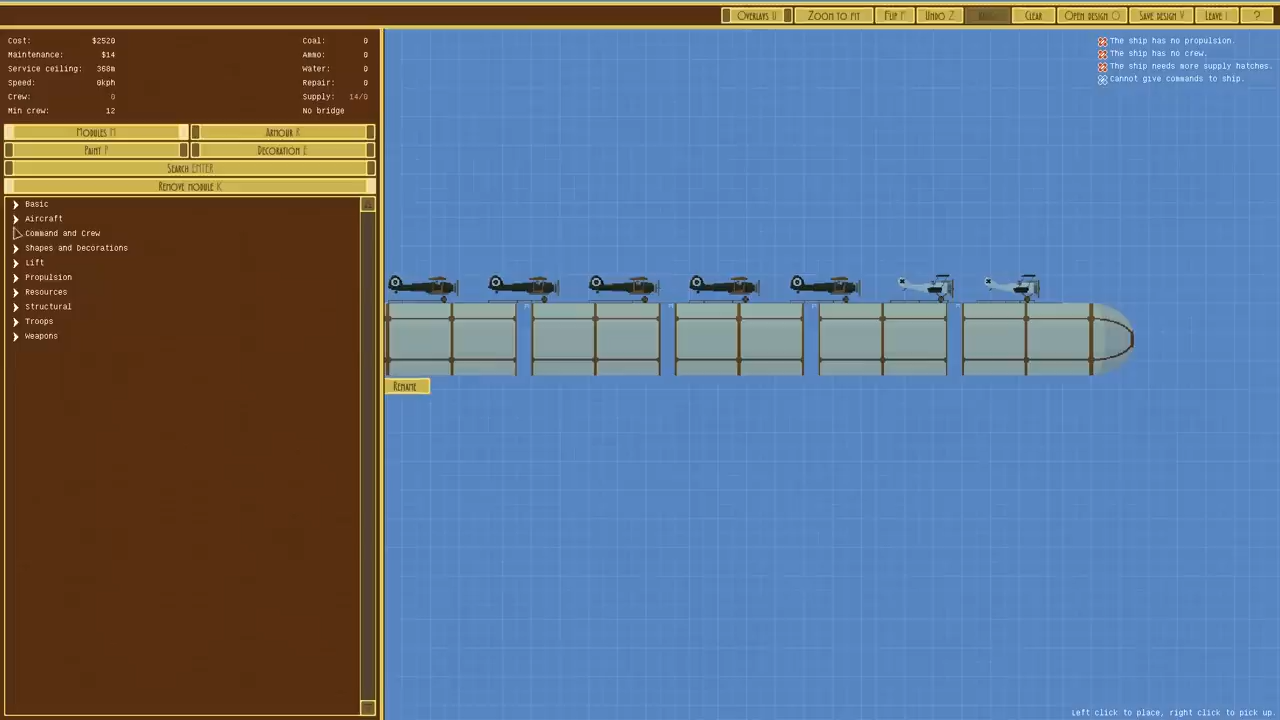 Overlays U Zoom to fit Flip F Undo Z Clear Open design O Save design V Leave I ?
Cost: $2520 Coal: 0
Maintenance: $14 Ammo: 0
Service ceiling: 368m Water: 0
Speed: 0kph Repair: 0
Crew: 0 Supply: 14/0
Min crew: 12 No bridge
Modules M Armour R
Paint P Decoration E
Search ENTER
Remove module K
Basic
Aircraft
Command and Crew
Shapes and Decorations
Lift
Propulsion
Resources
Structural
Troops
Weapons
The ship has no propulsion.
The ship has no crew.
The ship needs more supply hatches.
Cannot give commands to ship.
Rename
Left click to place, right click to pick up.